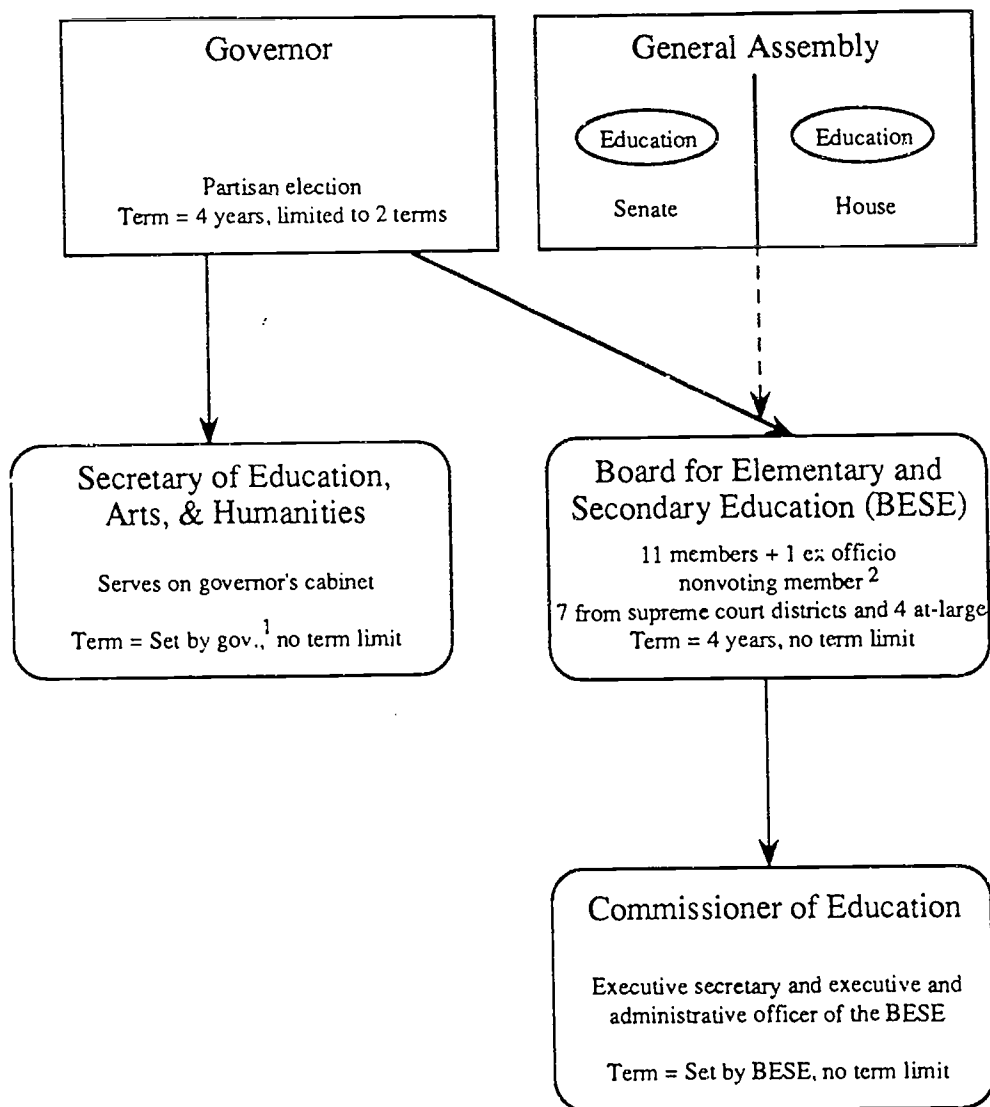 Governor
Partisan election
Term = 4 years, limited to 2 terms
General Assembly
Education
Senate
Education
House
Secretary of Education,
Arts, & Humanities
Serves on governor's cabinet
Term = Set by gov.,1 no term limit
Board for Elementary and
Secondary Education (BESE)
11 members + 1 ex officio
nonvoting member 2
7 from supreme court districts and 4 at-large
Term = 4 years, no term limit
Commissioner of Education
Executive secretary and executive and
administrative officer of the BESE
Term = Set by BESE, no term limit